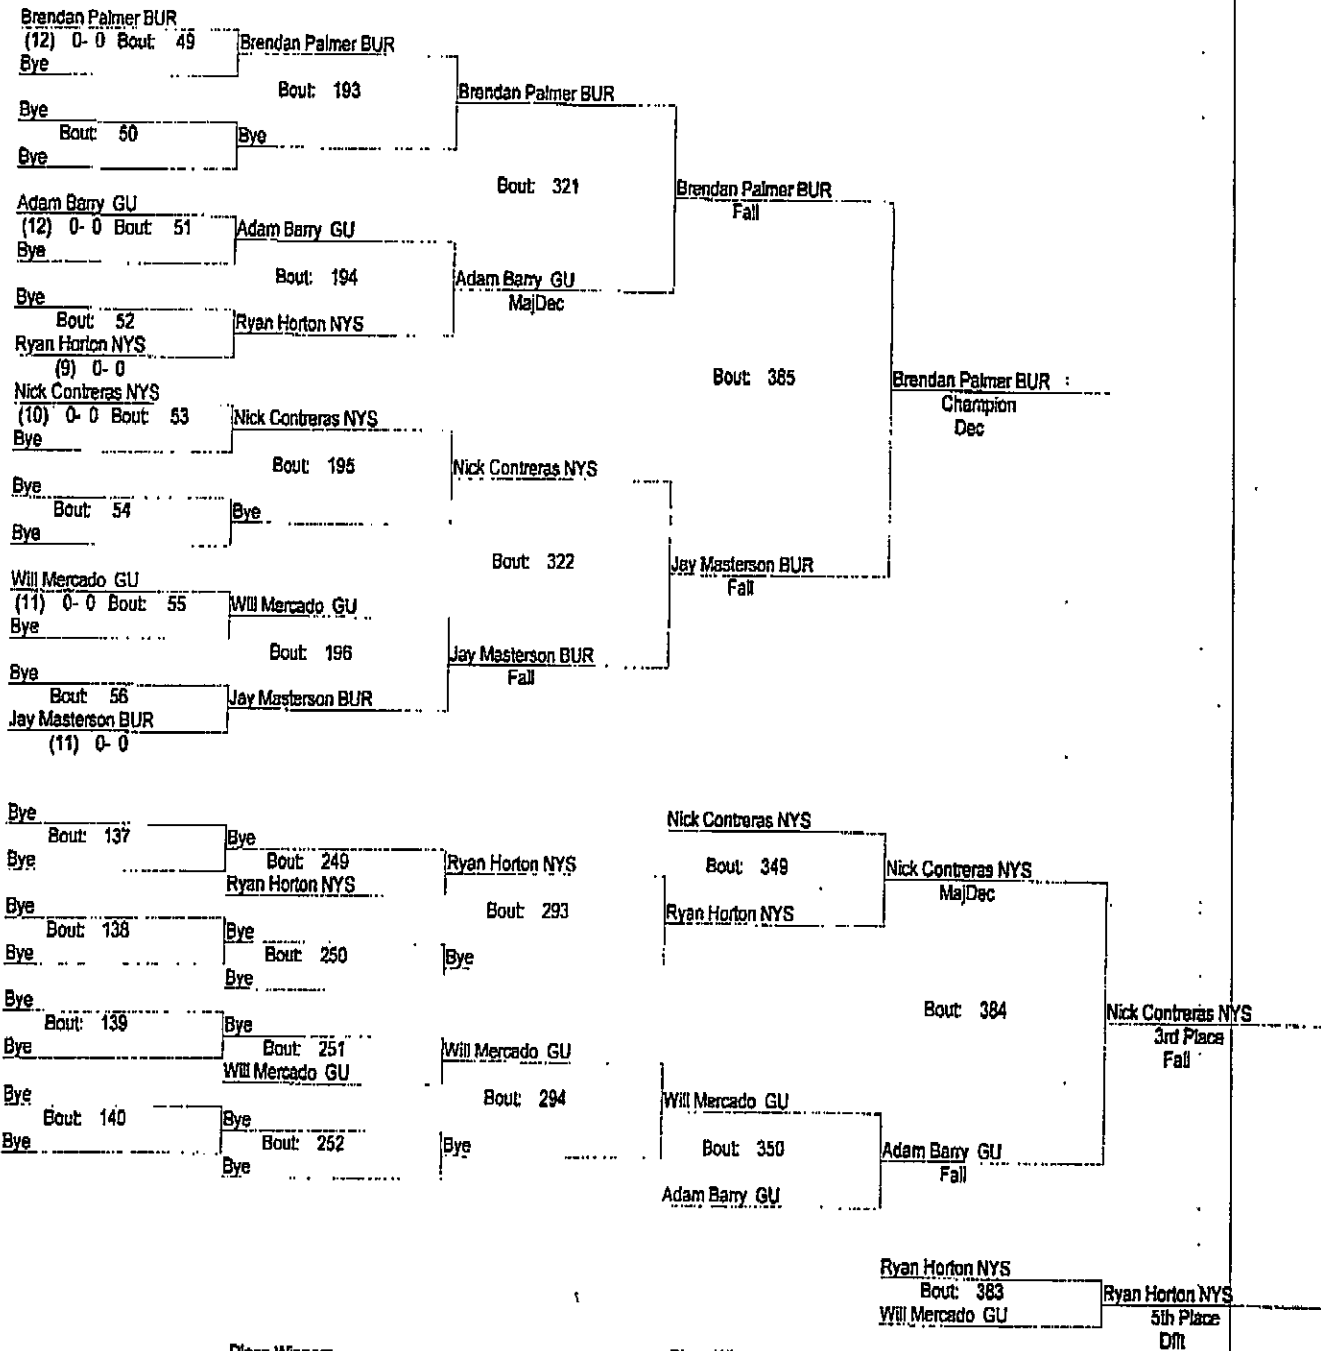 Brendan Palmer BUR
(12) 0- 0 Bout: 49
Bye
Brendan Palmer BUR
Bout: 193
Bye
Bout: 50
Bye
Bye
Brendan Palmer BUR
Bout: 321
Adam Barry GU
(12) 0- 0 Bout: 51
Bye
Adam Barry GU
Bout: 194
Bye
Bout: 52
Ryan Horton NYS
(9) 0- 0
Ryan Horton NYS
Adam Barry GU
MajDec
Brendan Palmer BUR
Fall
Bout: 385
Brendan Palmer BUR
Champion
Dec
Nick Contreras NYS
(10) 0- 0 Bout: 53
Bye
Nick Contreras NYS
Bout: 195
Bye
Bout: 54
Bye
Bye
Nick Contreras NYS
Bout: 322
Will Mercado GU
(11) 0- 0 Bout: 55
Bye
Will Mercado GU
Bout: 196
Bye
Bout: 56
Jay Masterson BUR
(11) 0- 0
Jay Masterson BUR
Jay Masterson BUR
Fall
Jay Masterson BUR
Fall
Bye
Bout: 137
Bye
Bye
Bout: 249
Ryan Horton NYS
Ryan Horton NYS
Bout: 293
Bye
Bout: 138
Bye
Bye
Bout: 250
Bye
Bye
Nick Contreras NYS
Bout: 349
Ryan Horton NYS
Nick Contreras NYS
MajDec
Bout: 384
Nick Contreras NYS
3rd Place
Fall
Bye
Bout: 139
Bye
Bye
Bout: 251
Will Mercado GU
Will Mercado GU
Bout: 294
Bye
Bout: 140
Bye
Bye
Bout: 252
Bye
Bye
Will Mercado GU
Bout: 350
Adam Barry GU
Adam Barry GU
Fall
Ryan Horton NYS
Bout: 383
Will Mercado GU
Ryan Horton NYS
5th Place
Dflt